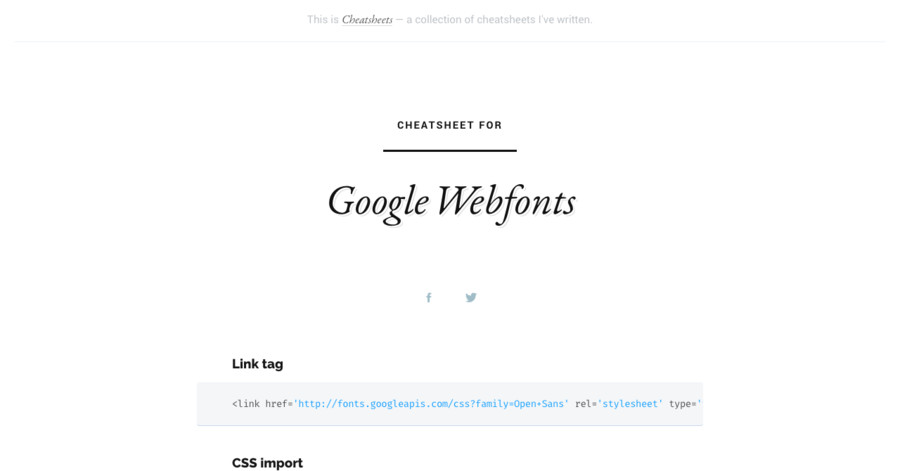 This is Cheatsheets — a collection of cheatsheets I've written.
CHEATSHEET FOR
Google Webfonts
Link tag
<link href='http://fonts.googleapis.com/css?family=Open+Sans' rel='stylesheet' type='
CSS import